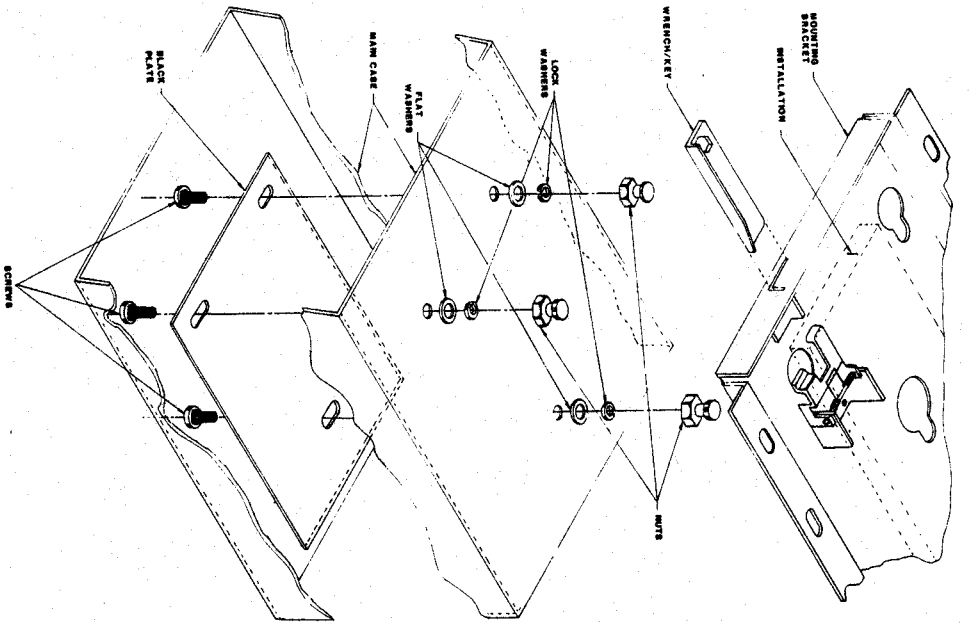 MOUNTING
BRACKET
INSTALLATION
WRENCH/KEY
LOCK
WASHERS
FLAT
WASHERS
MAIN CASE
BLACK
PLATE
NUTS
SCREWS